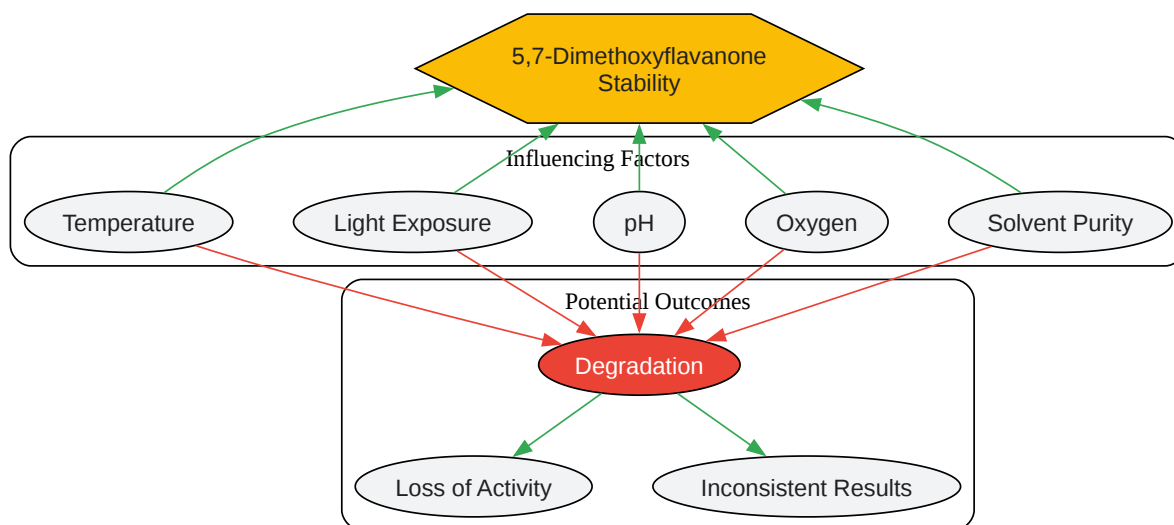 5,7-Dimethoxyflavanone
Stability
Influencing Factors
Temperature
Light Exposure
pH
Oxygen
Solvent Purity
Potential Outcomes
Degradation
Loss of Activity
Inconsistent Results